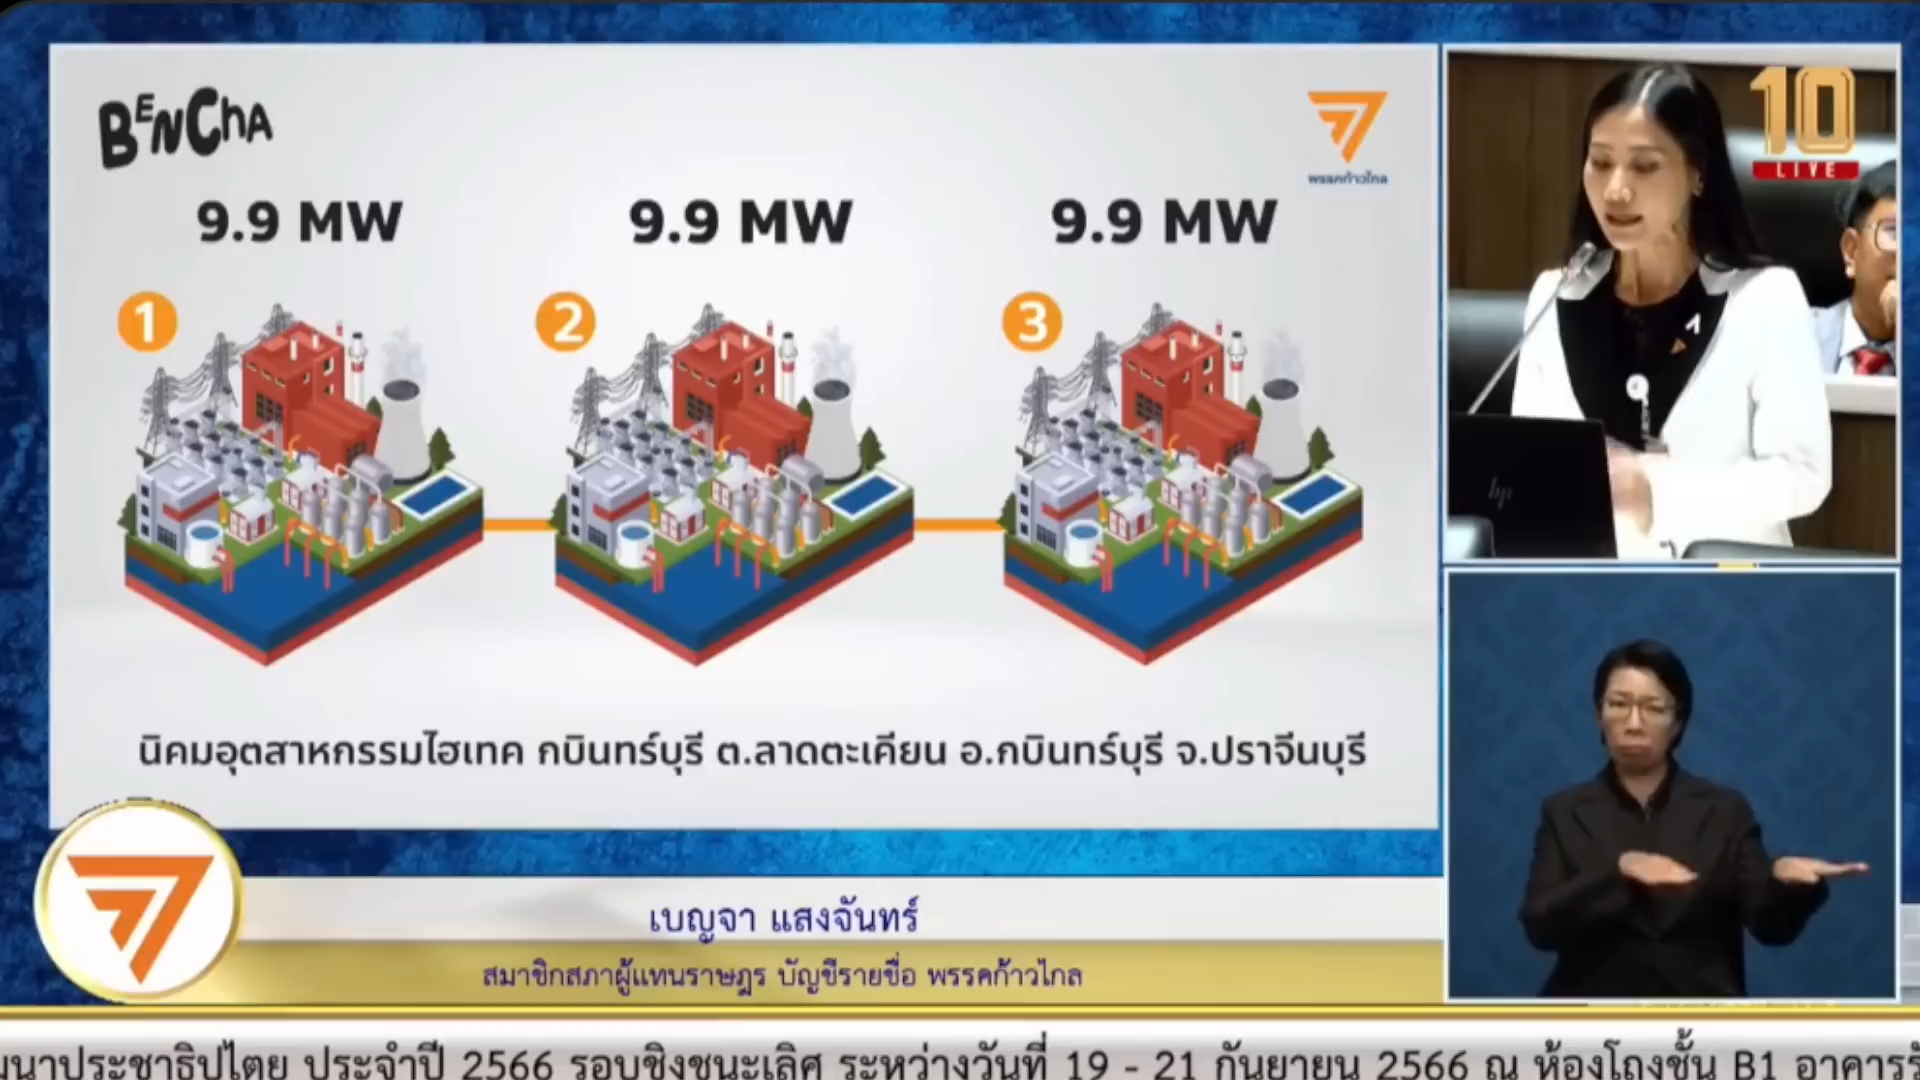 BENChA
พรรคก้าวไกล
9.9 MW
9.9 MW
9.9 MW
1
2
3
นิคมอุตสาหกรรมไฮเทค กบินทร์บุรี ต.ลาดตะเคียน อ.กบินทร์บุรี จ.ปราจีนบุรี
10
LIVE
hp
เบญจา แสงจันทร์
สมาชิกสภาผู้แทนราษฎร บัญชีรายชื่อ พรรคก้าวไกล
ประชาธิปไตย ประจำปี 2566 รอบชิงชนะเลิศ ระหว่างวันที่ 19 - 21 กันยายน 2566 ณ ห้องโถงชั้น B1